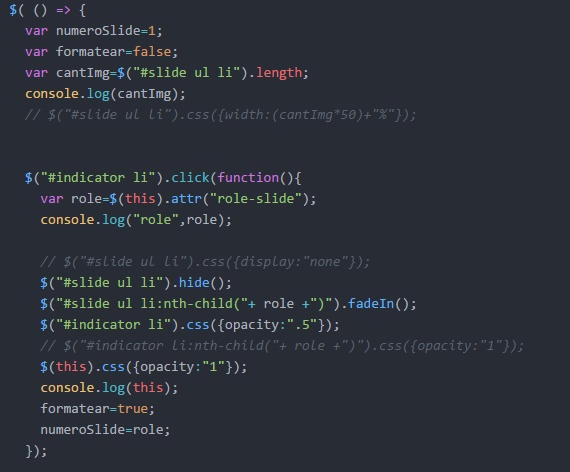 $( () => {
var numeroSlide=1;
var formatear=false;
var cantImg=$("#slide ul li").length;
console.log(cantImg);
// $("#slide ul li").css({width:(cantImg*50)+"%"});
$("#indicator li").click(function(){
var role=$(this).attr("role-slide");
console.log("role",role);
// $("#slide ul li").css({display:"none"});
$("#slide ul li").hide();
$("#slide ul li:nth-child("+ role +")").fadeIn();
$("#indicator li").css({opacity:".5"});
// $("#indicator li:nth-child("+ role +")").css({opacity:"1"});
$(this).css({opacity:"1"});
console.log(this);
formatear=true;
numeroSlide=role;
});